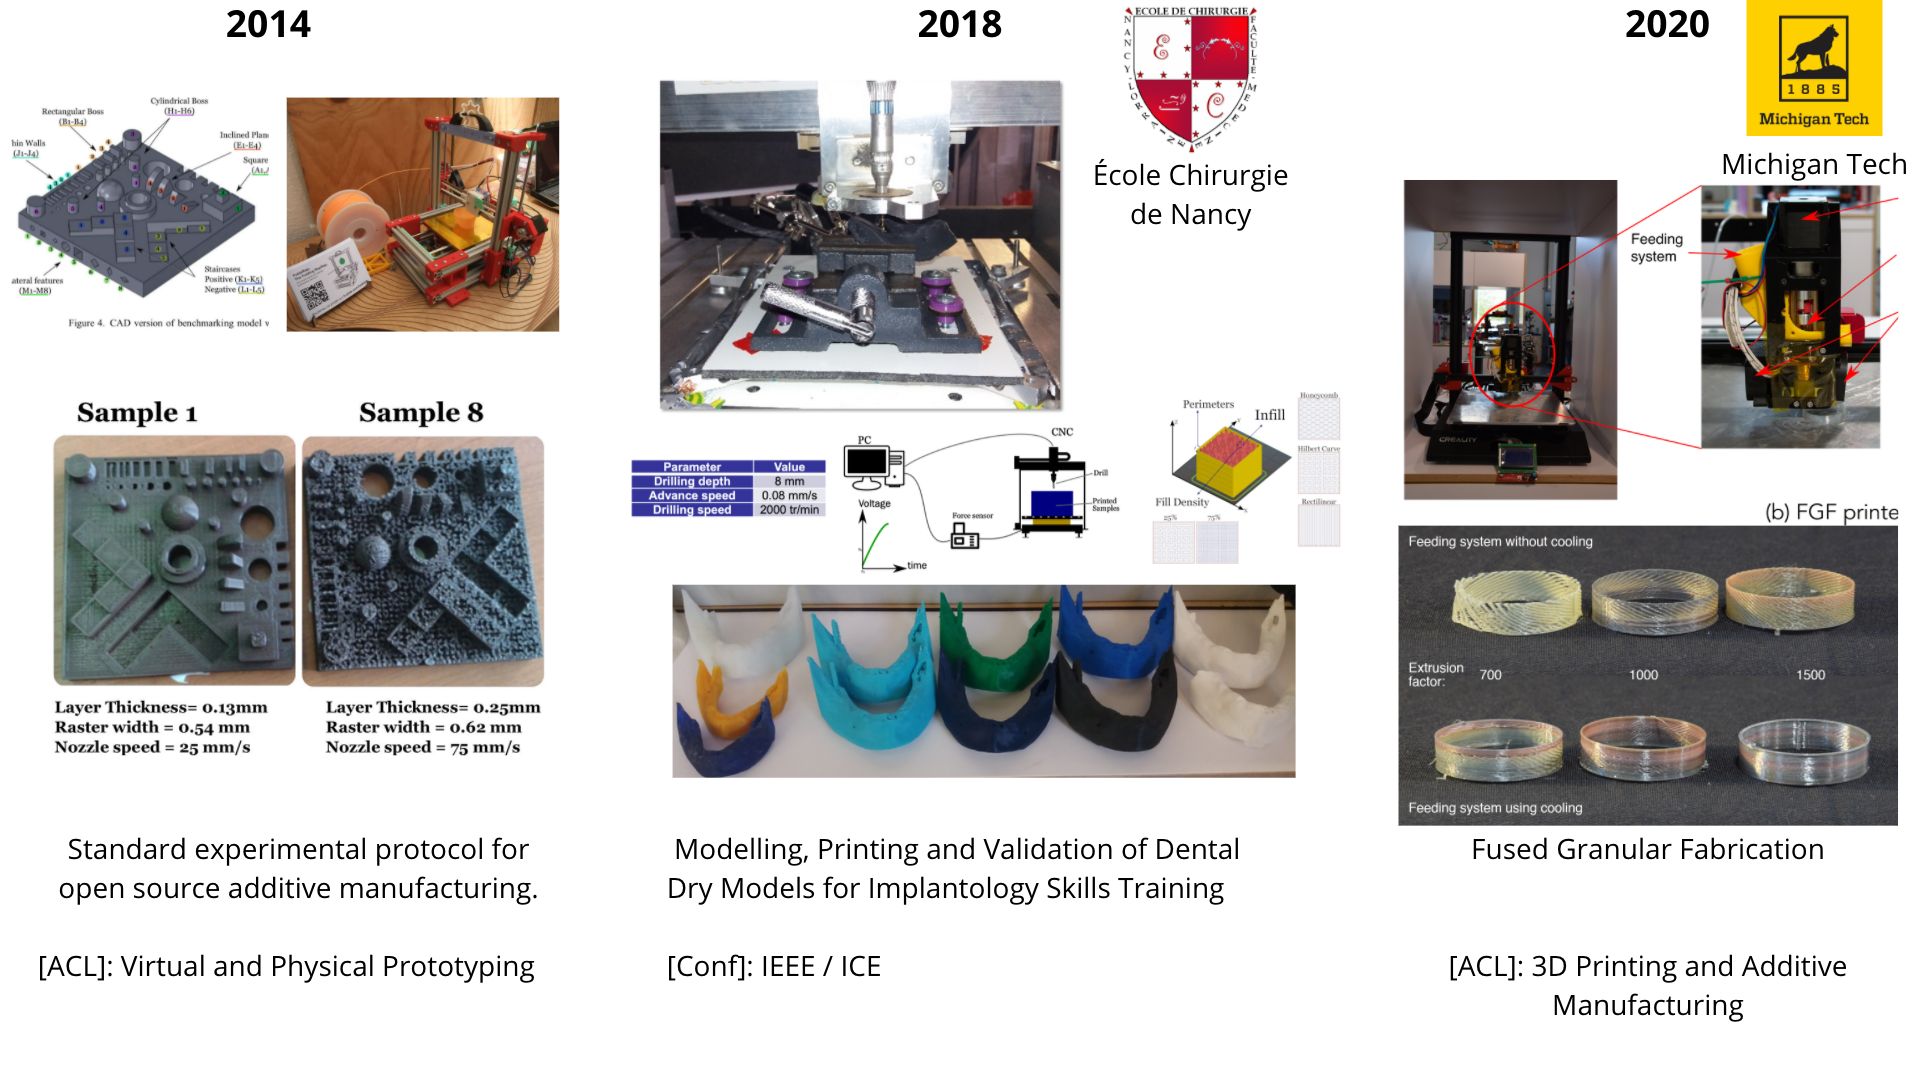 2014
Rectangular Boss
(B1-B4)
Cylindrical Boss
(H1-H6)
Inclined Plane
(E1-E4)
hin Walls
(J1-J4)
Square
(A1,
ateral features
(M1-M8)
Staircases
Positive (K1-K5)
Negative (L1-L5)
Figure 4. CAD version of benchmarking model v
Sample 1
Sample 8
Layer Thickness= 0.13mm
Raster width = 0.54 mm
Nozzle speed = 25 mm/s
Layer Thickness= 0.25mm
Raster width = 0.62 mm
Nozzle speed = 75 mm/s
Standard experimental protocol for
open source additive manufacturing.
[ACL]: Virtual and Physical Prototyping
2018
ECOLE DE CHIRURGIE
NANCY-LORRAINE
FACULTE-MEDECINE
École Chirurgie
de Nancy
Parameter Value
Drilling depth 8 mm
Advance speed 0.08 mm/s
Drilling speed 2000 tr/min
PC
CNC
Drill
Printed
Samples
Voltage
Force sensor
time
Perimeters
Infill
Fill Density
25%
75%
Honeycomb
Hilbert Curve
Rectilinear
Modelling, Printing and Validation of Dental
Dry Models for Implantology Skills Training
[Conf]: IEEE / ICE
2020
1885
Michigan Tech
Michigan Tech
Feeding
system
CREALITY
(b) FGF printe
Feeding system without cooling
Extrusion
factor:
700
1000
1500
Feeding system using cooling
Fused Granular Fabrication
[ACL]: 3D Printing and Additive
Manufacturing